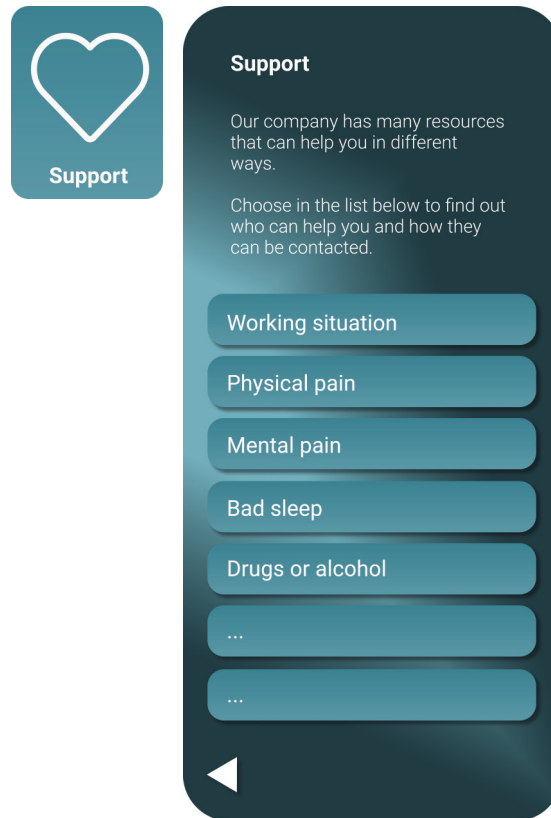 Support
Support
Our company has many resources
that can help you in different
ways.
Choose in the list below to find out
who can help you and how they
can be contacted.
Working situation
Physical pain
Mental pain
Bad sleep
Drugs or alcohol
...
...